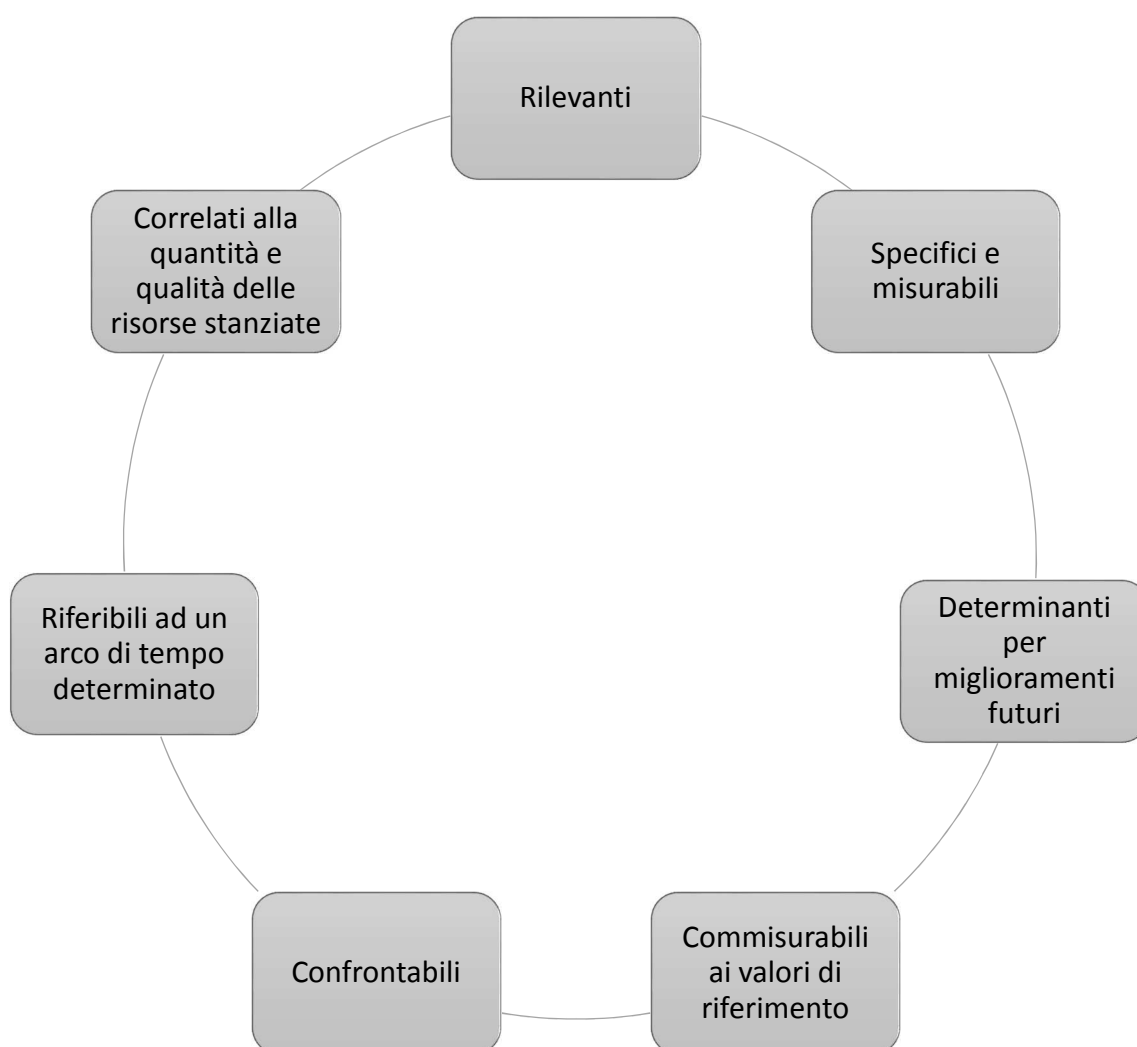 Rilevanti
Specifici e
misurabili
Determinanti
per
miglioramenti
futuri
Commisurabili
ai valori di
riferimento
Confrontabili
Riferibili ad un
arco di tempo
determinato
Correlati alla
quantità e
qualità delle
risorse stanziate